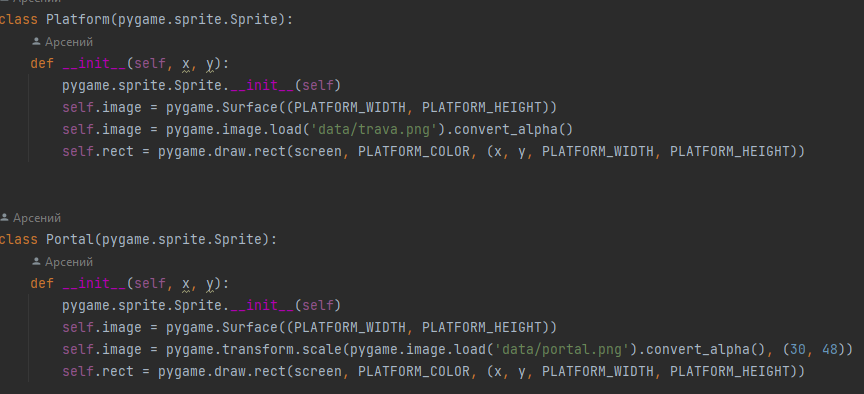 Арсений
class Platform(pygame.sprite.Sprite):
Арсений
def __init__(self, x, y):
pygame.sprite.Sprite.__init__(self)
self.image = pygame.Surface((PLATFORM_WIDTH, PLATFORM_HEIGHT))
self.image = pygame.image.load('data/trava.png').convert_alpha()
self.rect = pygame.draw.rect(screen, PLATFORM_COLOR, (x, y, PLATFORM_WIDTH, PLATFORM_HEIGHT))
Арсений
class Portal(pygame.sprite.Sprite):
Арсений
def __init__(self, x, y):
pygame.sprite.Sprite.__init__(self)
self.image = pygame.Surface((PLATFORM_WIDTH, PLATFORM_HEIGHT))
self.image = pygame.transform.scale(pygame.image.load('data/portal.png').convert_alpha(), (30, 48))
self.rect = pygame.draw.rect(screen, PLATFORM_COLOR, (x, y, PLATFORM_WIDTH, PLATFORM_HEIGHT))